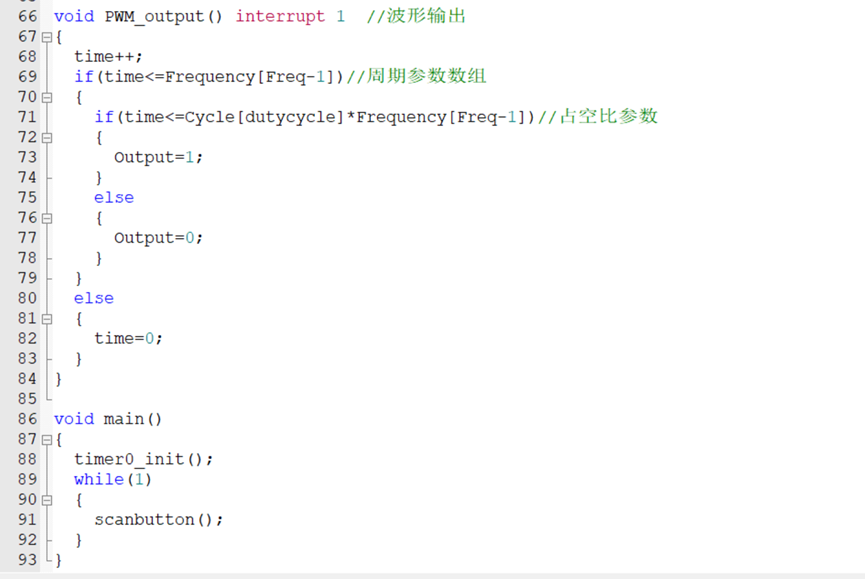 66 void PWM_output() interrupt 1  //波形输出
67 {
68   time++;
69   if(time<=Frequency[Freq-1])//周期参数数组
70   {
71     if(time<=Cycle[dutycycle]*Frequency[Freq-1])//占空比参数
72     {
73       Output=1;
74     }
75     else
76     {
77       Output=0;
78     }
79   }
80   else
81   {
82     time=0;
83   }
84 }
85
86 void main()
87 {
88   timer0_init();
89   while(1)
90   {
91     scanbutton();
92   }
93 }